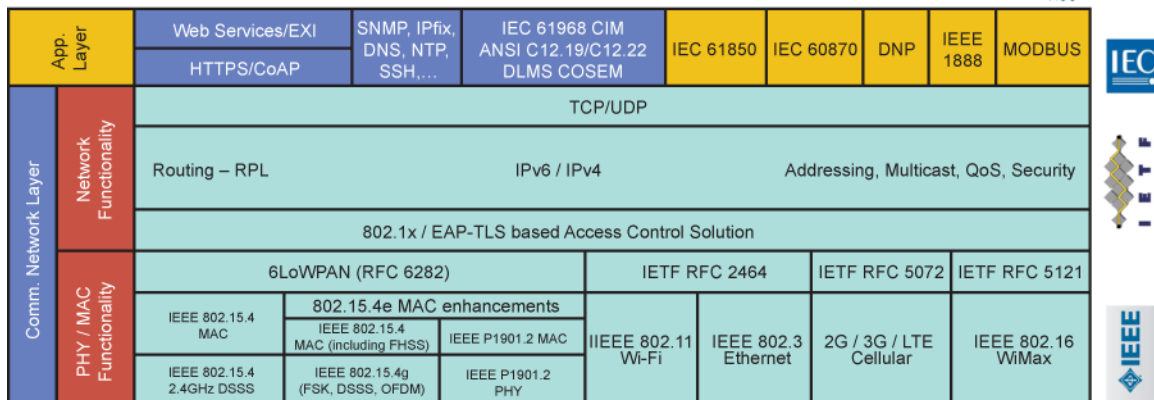 App.
Layer
Web Services/EXI
HTTPS/CoAP
SNMP, IPfix,
DNS, NTP,
SSH,...
IEC 61968 CIM
ANSI C12.19/C12.22
DLMS COSEM
IEC 61850
IEC 60870
DNP
IEEE
1888
MODBUS
IEC
Comm. Network Layer
Network
Functionality
TCP/UDP
Routing – RPL
IPv6 / IPv4
Addressing, Multicast, QoS, Security
802.1x / EAP-TLS based Access Control Solution
IETF
PHY / MAC
Functionality
6LoWPAN (RFC 6282)
IETF RFC 2464
IETF RFC 5072
IETF RFC 5121
IEEE 802.15.4
MAC
802.15.4e MAC enhancements
IEEE 802.15.4
MAC (including FHSS)
IEEE P1901.2 MAC
IEEE 802.15.4
2.4GHz DSSS
IEEE 802.15.4g
(FSK, DSSS, OFDM)
IEEE P1901.2
PHY
IIEEE 802.11
Wi-Fi
IEEE 802.3
Ethernet
2G / 3G / LTE
Cellular
IEEE 802.16
WiMax
IEEE